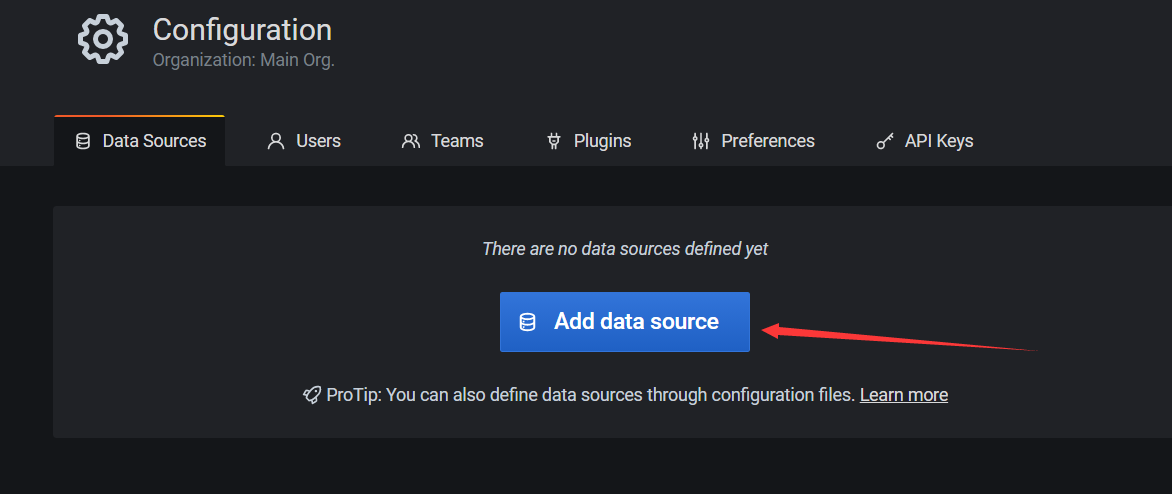 Configuration
Organization: Main Org.
Data Sources Users Teams Plugins Preferences API Keys
There are no data sources defined yet
Add data source
ProTip: You can also define data sources through configuration files. Learn more